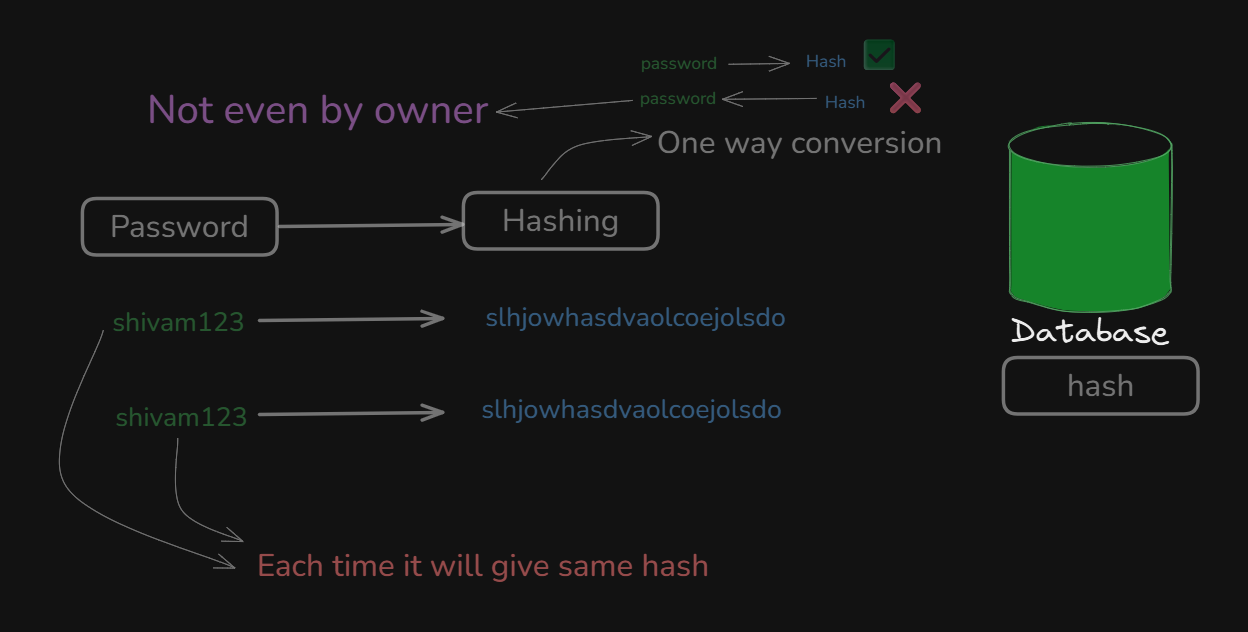 password
Hash
password
Hash
Not even by owner
One way conversion
Password
Hashing
shivam123
slhjowhasdvaolcoejolsdo
Database
hash
shivam123
slhjowhasdvaolcoejolsdo
Each time it will give same hash